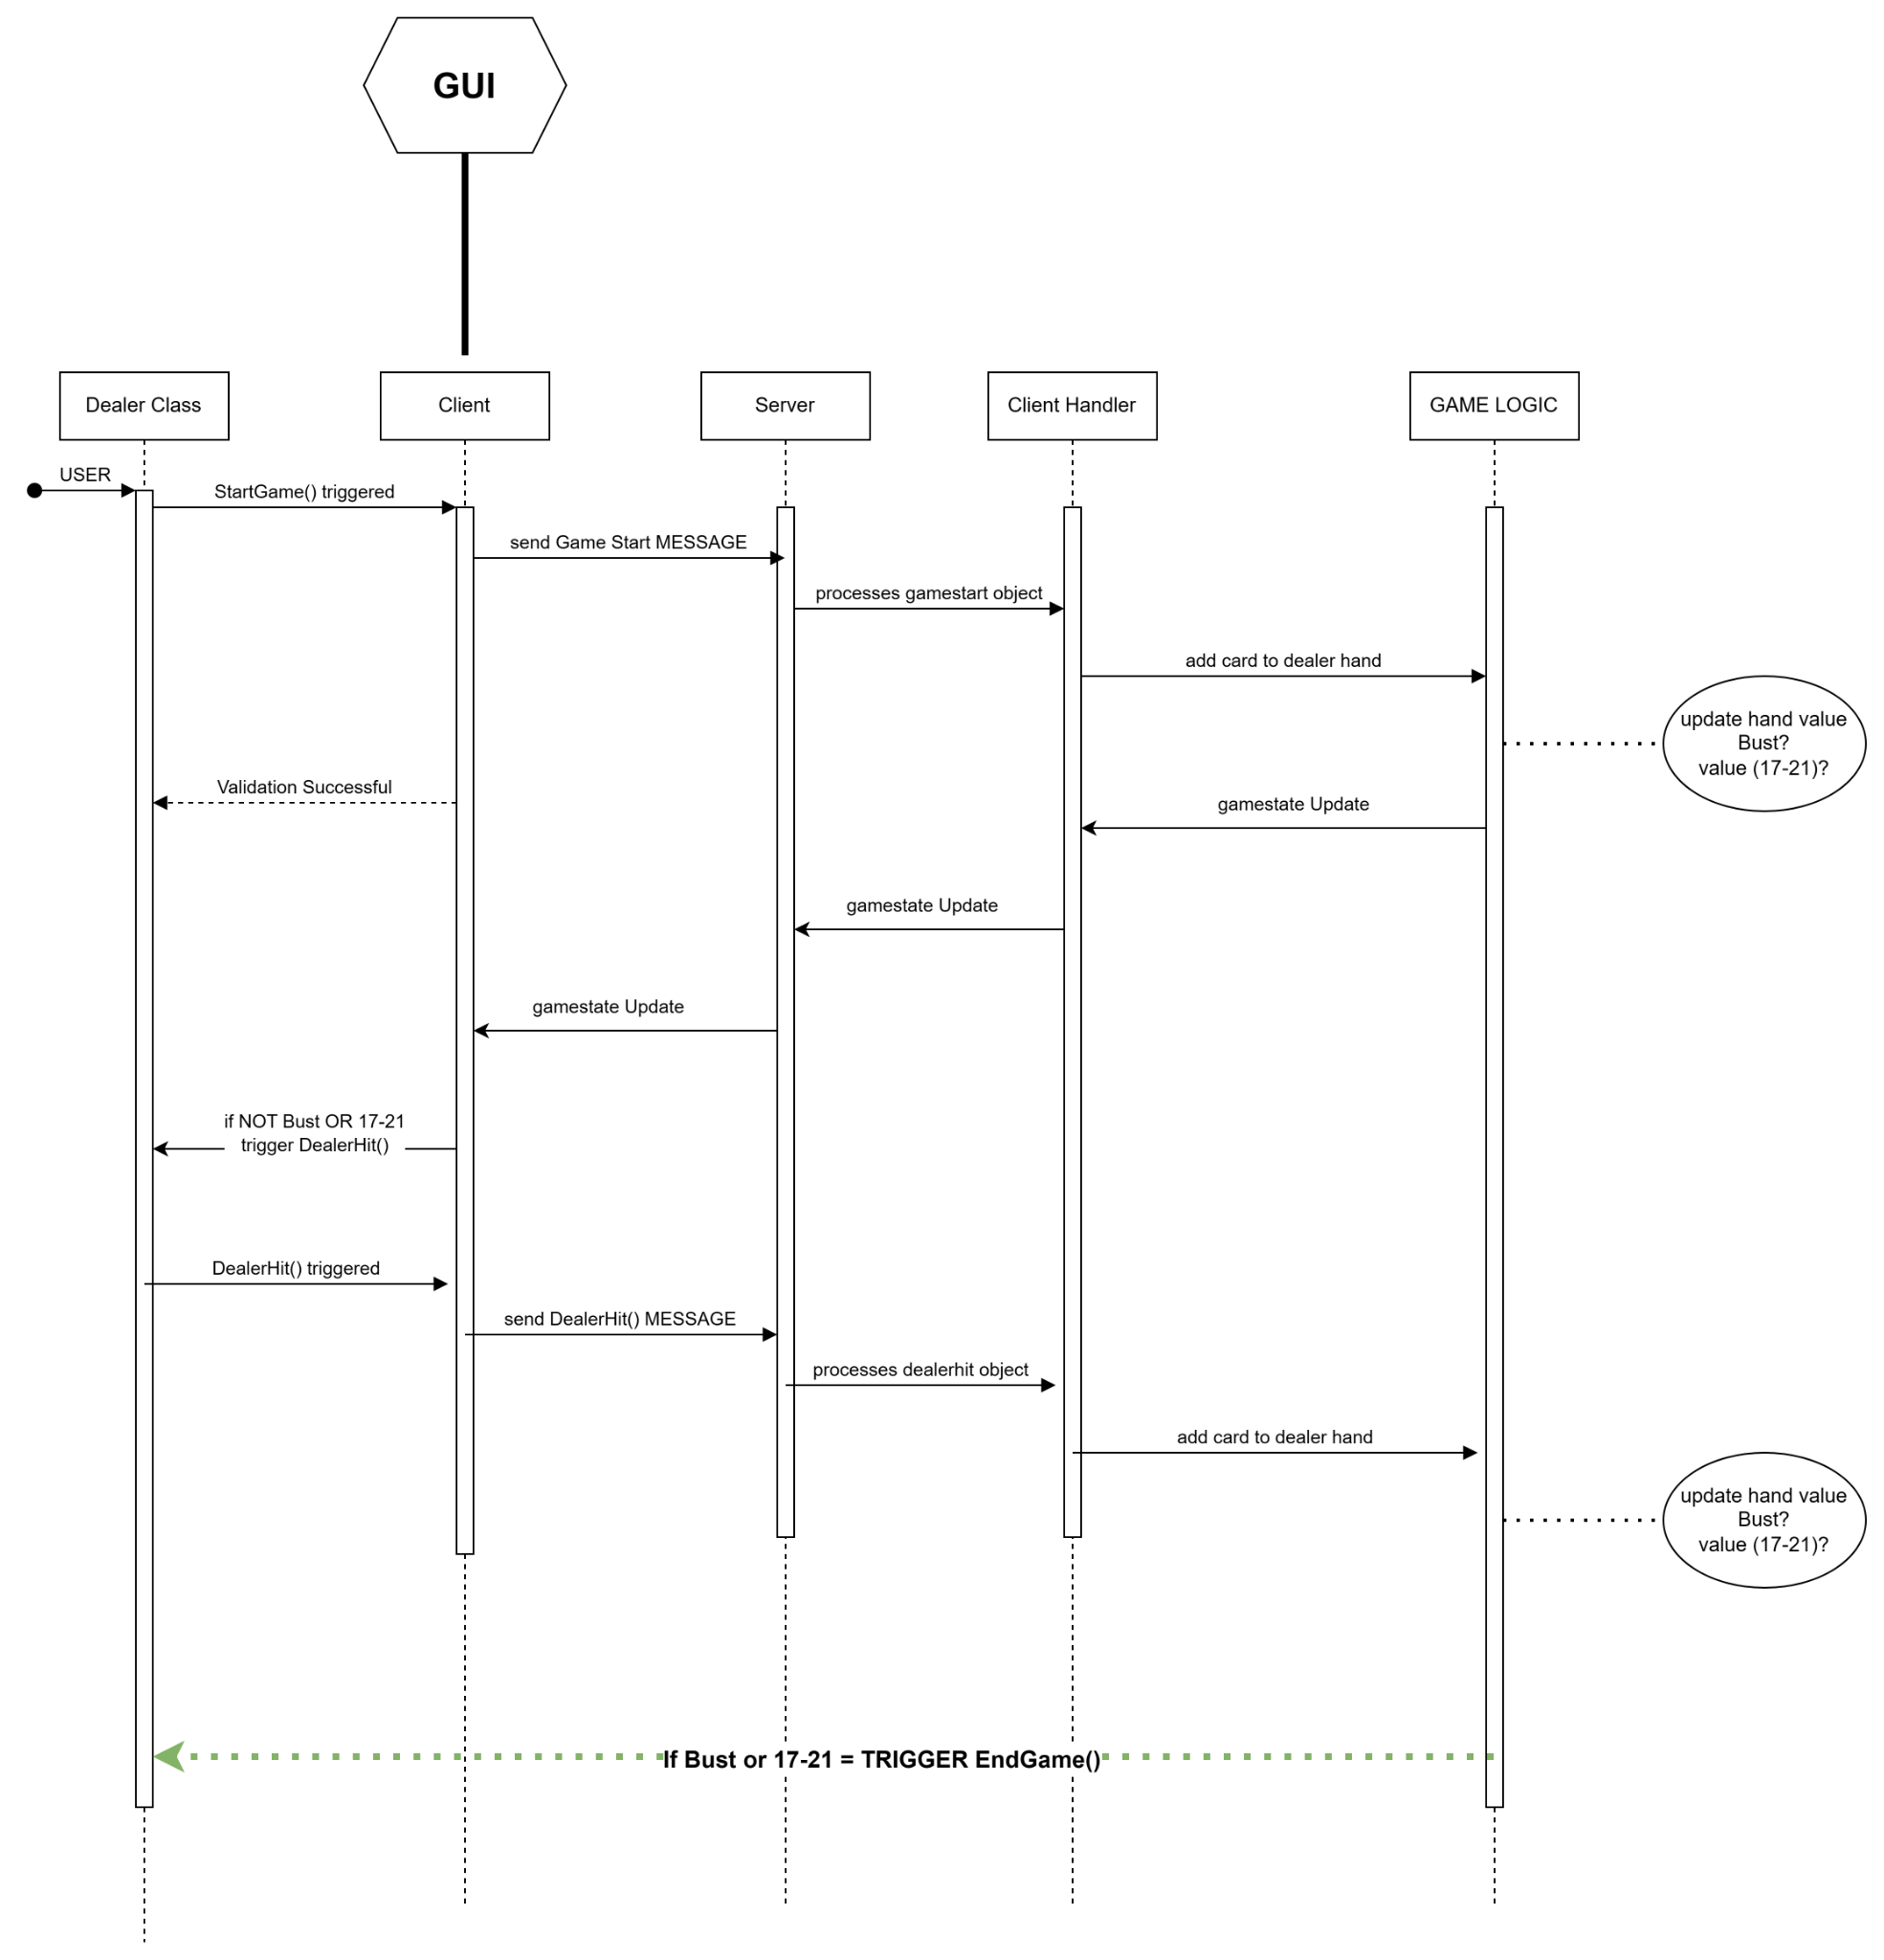 GUI
Dealer Class
Client
Server
Client Handler
GAME LOGIC
USER
StartGame() triggered
send Game Start MESSAGE
processes gamestart object
add card to dealer hand
update hand value
Bust?
value (17-21)?
Validation Successful
gamestate Update
gamestate Update
gamestate Update
if NOT Bust OR 17-21
trigger DealerHit()
DealerHit() triggered
send DealerHit() MESSAGE
processes dealerhit object
add card to dealer hand
update hand value
Bust?
value (17-21)?
If Bust or 17-21 = TRIGGER EndGame()